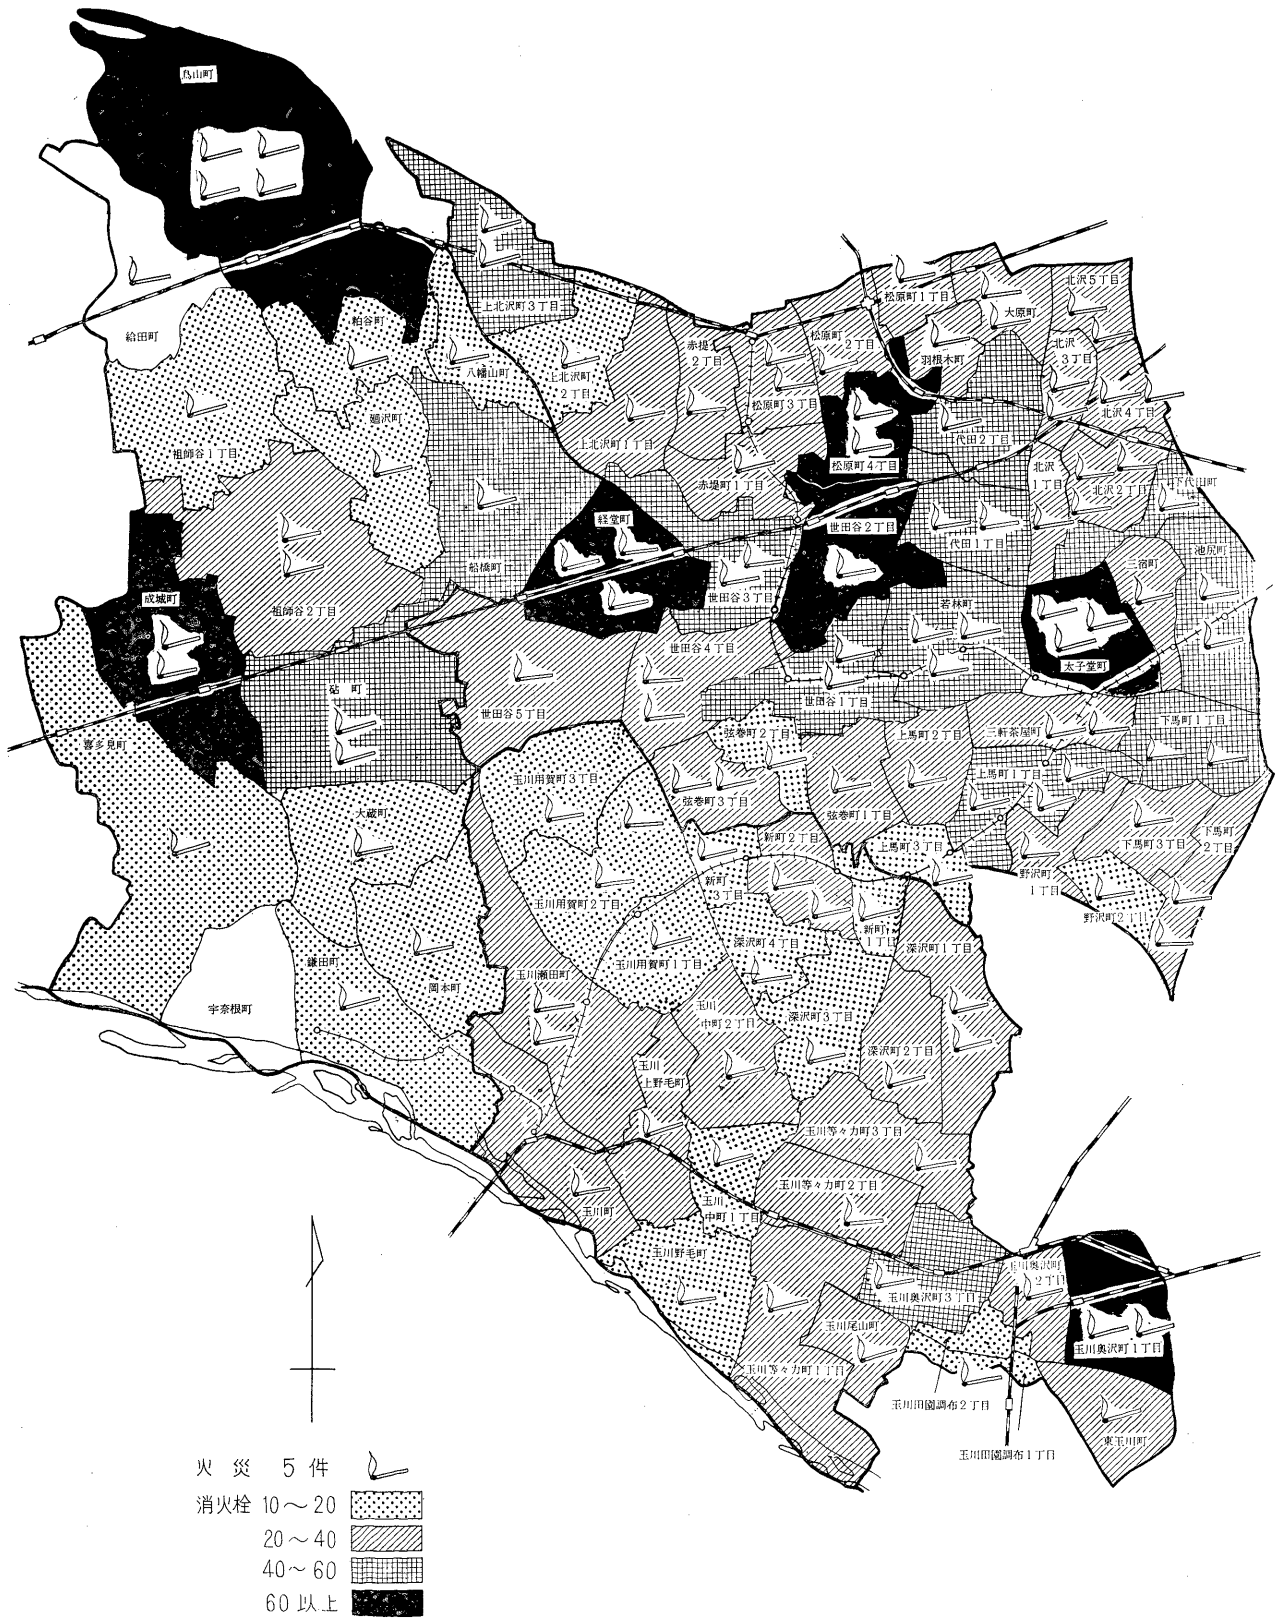 烏山町
給田町
粕谷町
八幡山町
上北沢町3丁目
上北沢町
2丁目
上北沢町1丁目
赤堤
2丁目
松原町3丁目
松原町
2丁目
松原町1丁目
大原町
北沢5丁目
羽根木町
北沢
3丁目
北沢4丁目
祖師谷1丁目
廻沢町
赤堤町1丁目
松原町4丁目
代田2丁目
北沢
1丁目
北沢2丁目
下代田町
経堂町
世田谷2丁目
代田1丁目
池尻町
船橋町
世田谷3丁目
三宿町
成城町
祖師谷2丁目
若林町
太子堂町
世田谷4丁目
砧町
世田谷5丁目
世田谷1丁目
喜多見町
弦巻町2丁目
上馬町2丁目
三軒茶屋町
下馬町1丁目
玉川用賀町3丁目
上馬町1丁目
弦巻町3丁目
弦巻町1丁目
大蔵町
新町2丁目
上馬町3丁目
下馬町3丁目
下馬町
2丁目
新町
3丁目
野沢町
1丁目
玉川用賀町2丁目
野沢町2丁目
新町
1丁目
深沢町4丁目
深沢町1丁目
鎌田町
岡本町
玉川瀬田町
玉川用賀町1丁目
宇奈根町
玉川
中町2丁目
深沢町3丁目
深沢町2丁目
玉川
上野毛町
玉川等々力町3丁目
玉川等々力町2丁目
玉川町
玉川
中町1丁目
玉川野毛町
玉川奥沢町
2丁目
玉川奥沢町3丁目
玉川尾山町
玉川奥沢町1丁目
玉川等々力町1丁目
玉川田園調布2丁目
東玉川町
玉川田園調布1丁目
火災 5件
消火栓 10～20
20～40
40～60
60以上